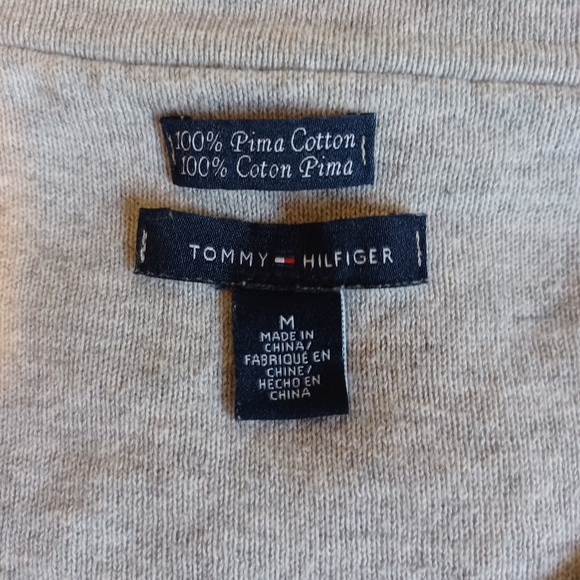 100% Pima Cotton
100% Coton Pima
TOMMY HILFIGER
M
MADE IN
CHINA/
FABRIQUÉ EN
CHINE/
HECHO EN
CHINA